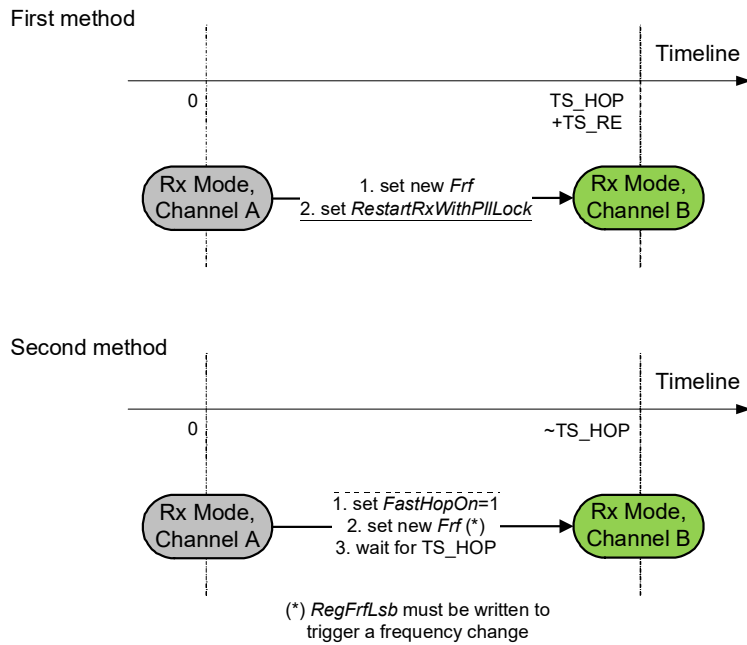 First method
Timeline
0
TS_HOP
+TS_RE
Rx Mode,
Channel A
1. set new Frf
2. set RestartRxWithPllLock
Rx Mode,
Channel B
Second method
Timeline
0
~TS_HOP
Rx Mode,
Channel A
1. set FastHopOn=1
2. set new Frf (*)
3. wait for TS_HOP
Rx Mode,
Channel B
(*) RegFrfLsb must be written to
trigger a frequency change